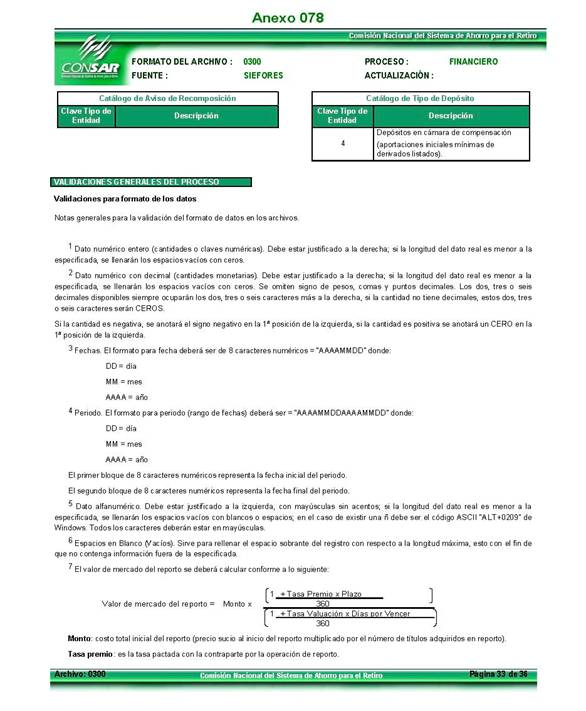 Anexo 078
Comisión Nacional del Sistema de Ahorro para el Retiro
CONSAR
FORMATO DEL ARCHIVO : 0300 PROCESO : FINANCIERO
FUENTE : SIEFORES ACTUALIZACIÓN :
Catálogo de Aviso de Recomposición
Clave Tipo de Entidad Descripción
Catálogo de Tipo de Depósito
Clave Tipo de Entidad Descripción
4 Depósitos en cámara de compensación
(aportaciones iniciales mínimas de
derivados listados).
VALIDACIONES GENERALES DEL PROCESO
Validaciones para formato de los datos
Notas generales para la validación del formato de datos en los archivos.
1 Dato numérico entero (cantidades o claves numéricas). Debe estar justificado a la derecha; si la longitud del dato real es menor a la
especificada, se llenarán los espacios vacíos con ceros.
2 Dato numérico con decimal (cantidades monetarias). Debe estar justificado a la derecha; si la longitud del dato real es menor a la
especificada, se llenarán los espacios vacíos con ceros. Se omiten signo de pesos, comas y puntos decimales. Los dos, tres o seis
decimales disponibles siempre ocuparán los dos, tres o seis caracteres más a la derecha, si la cantidad no tiene decimales, estos dos, tres
o seis caracteres serán CEROS.
Si la cantidad es negativa, se anotará el signo negativo en la 1ª posición de la izquierda, si la cantidad es positiva se anotará un CERO en la
1ª posición de la izquierda.
3 Fechas. El formato para fecha deberá ser de 8 caracteres numéricos = "AAAAMMDD" donde:
DD = día
MM = mes
AAAA = año
4 Periodo. El formato para periodo (rango de fechas) deberá ser = "AAAAMMDDAAAAMMDD" donde:
DD = día
MM = mes
AAAA = año
El primer bloque de 8 caracteres numéricos representa la fecha inicial del periodo.
El segundo bloque de 8 caracteres numéricos representa la fecha final del periodo.
5 Dato alfanumérico. Debe estar justificado a la izquierda, con mayúsculas sin acentos; si la longitud del dato real es menor a la
especificada, se llenarán los espacios vacíos con blancos o espacios; en el caso de existir una ñ debe ser el código ASCII "ALT+0209" de
Windows. Todos los caracteres deberán estar en mayúsculas.
6 Espacios en Blanco (Vacíos). Sirve para rellenar el espacio sobrante del registro con respecto a la longitud máxima, esto con el fin de
que no contenga información fuera de la especificada.
7 El valor de mercado del reporto se deberá calcular conforme a lo siguiente:
1 + Tasa Premio x Plazo
360
Valor de mercado del reporto = Monto x
1 + Tasa Valuación x Días por Vencer
360
Monto: costo total inicial del reporto (precio sucio al inicio del reporto multiplicado por el número de títulos adquiridos en reporto).
Tasa premio: es la tasa pactada con la contraparte por la operación de reporto.
Archivo: 0300 Comisión Nacional del Sistema de Ahorro para el Retiro Página 33 de 36